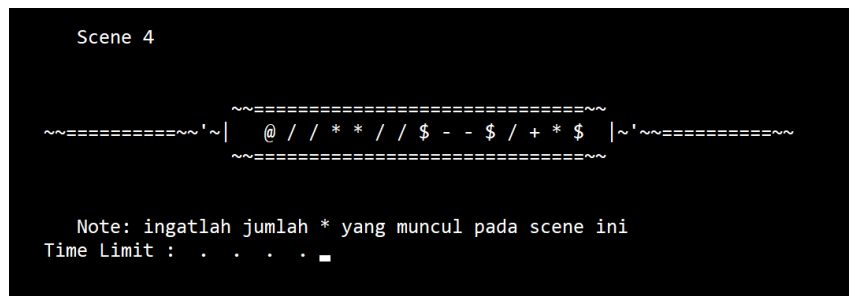 Scene 4
~~==============================~~
~~==========~~'~|   @ / / * * / / $ - - $ / + * $  |~'~~==========~~
~~==============================~~
Note: ingatlah jumlah * yang muncul pada scene ini
Time Limit :  .  .  .  .